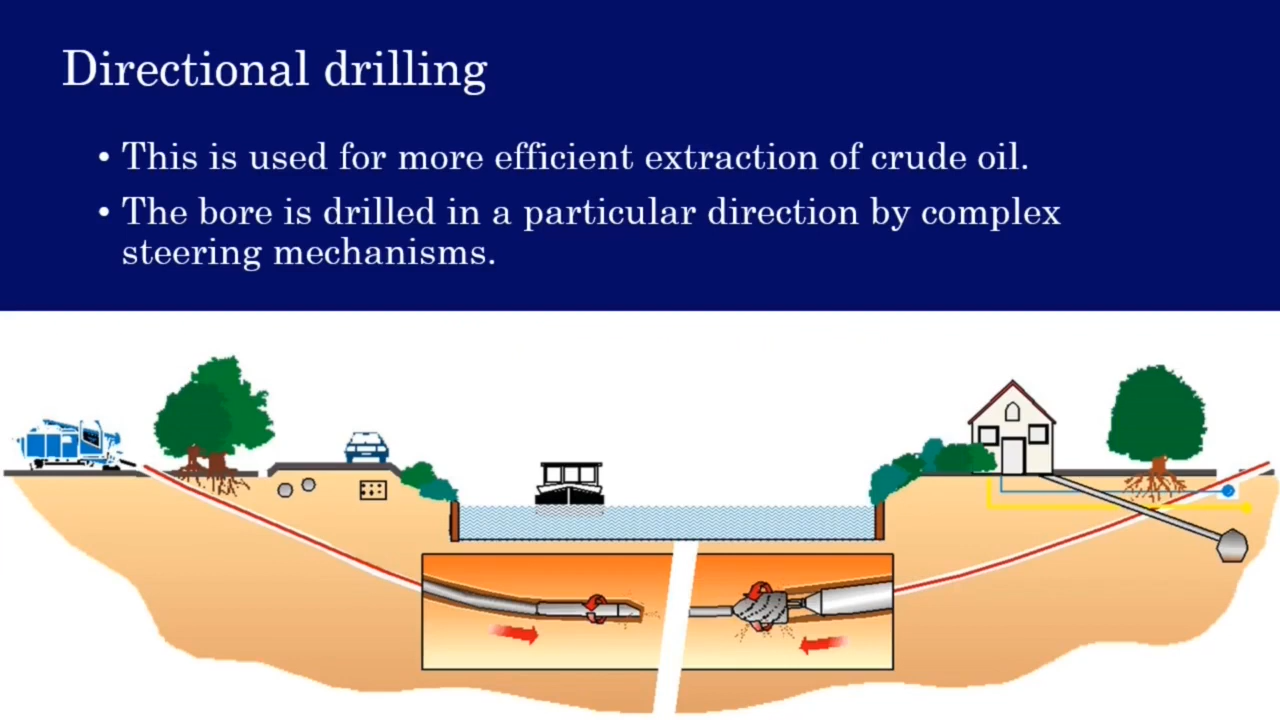 Directional drilling
• This is used for more efficient extraction of crude oil.
• The bore is drilled in a particular direction by complex
steering mechanisms.